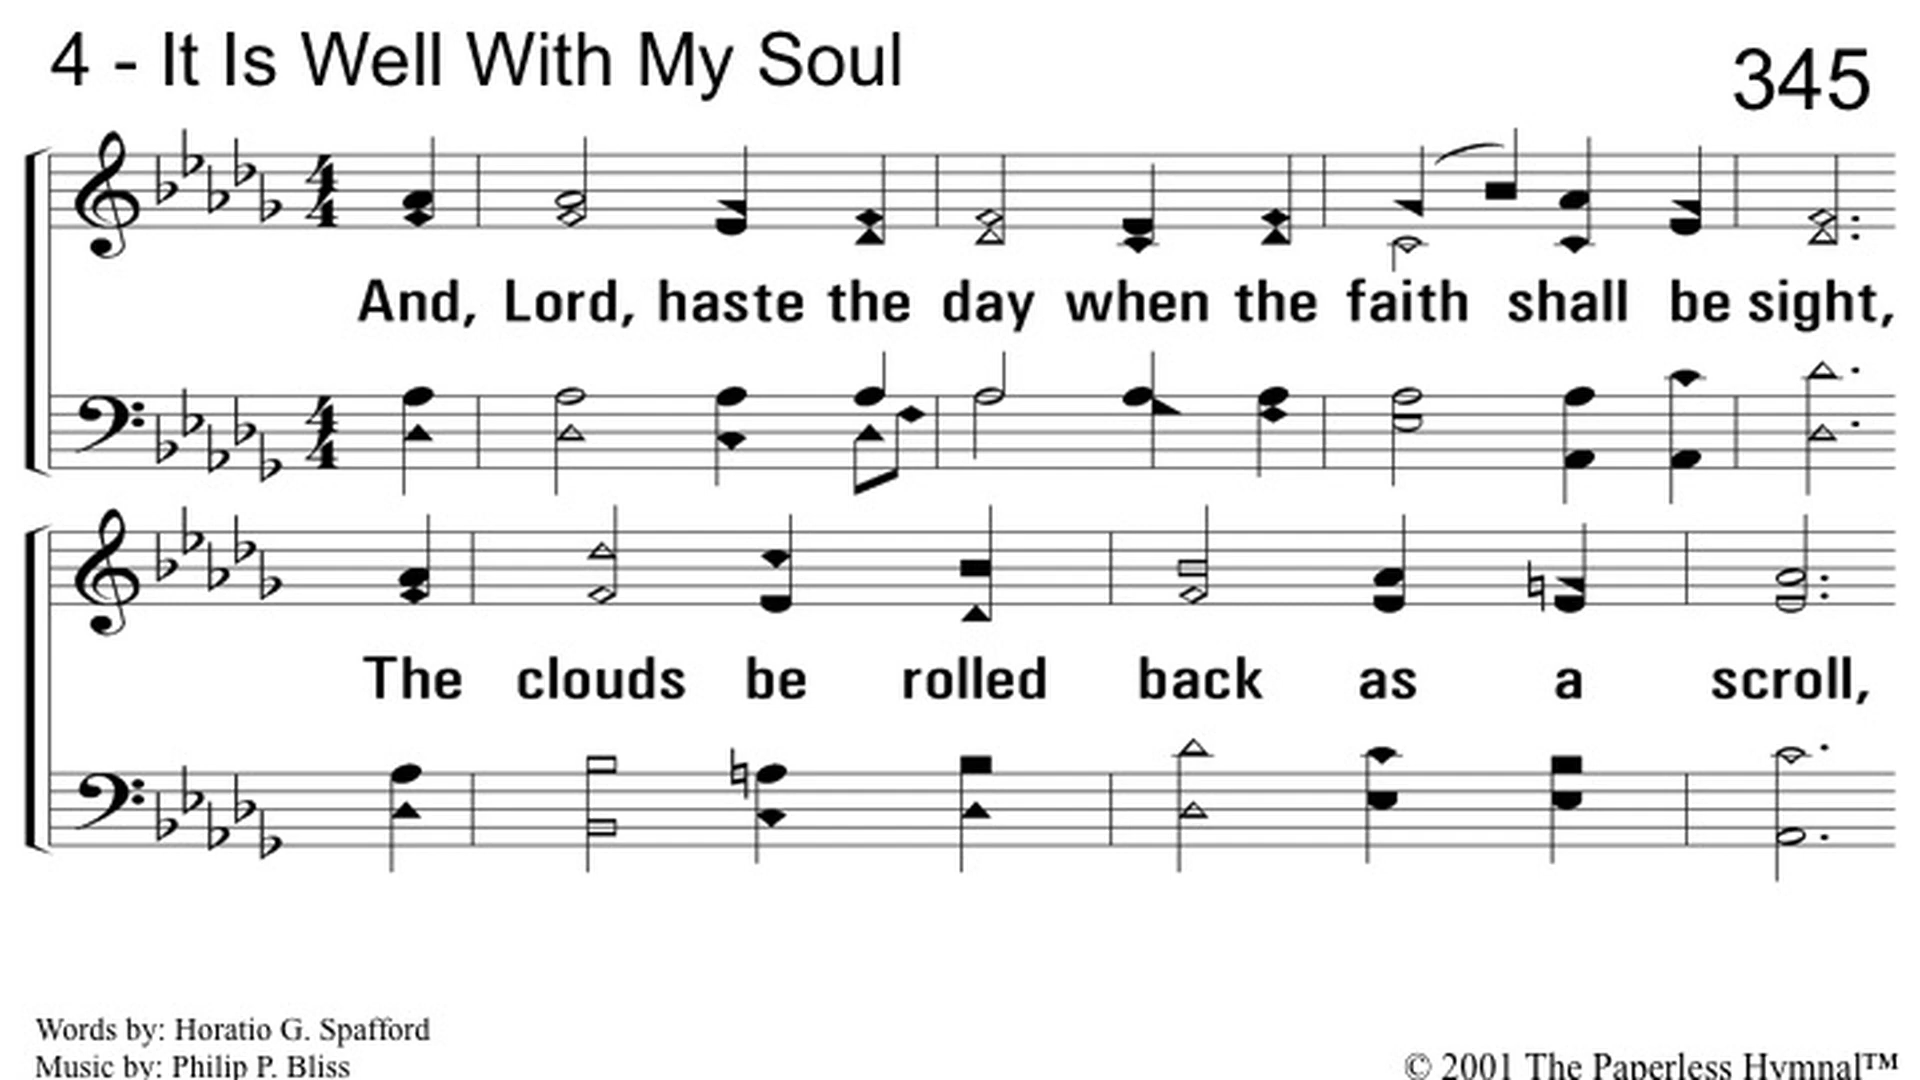 4 - It Is Well With My Soul
345
And, Lord, haste the day when the faith shall be sight,
The clouds be rolled back as a scroll,
Words by: Horatio G. Spafford
Music by: Philip P. Bliss
© 2001 The Paperless Hymnal™